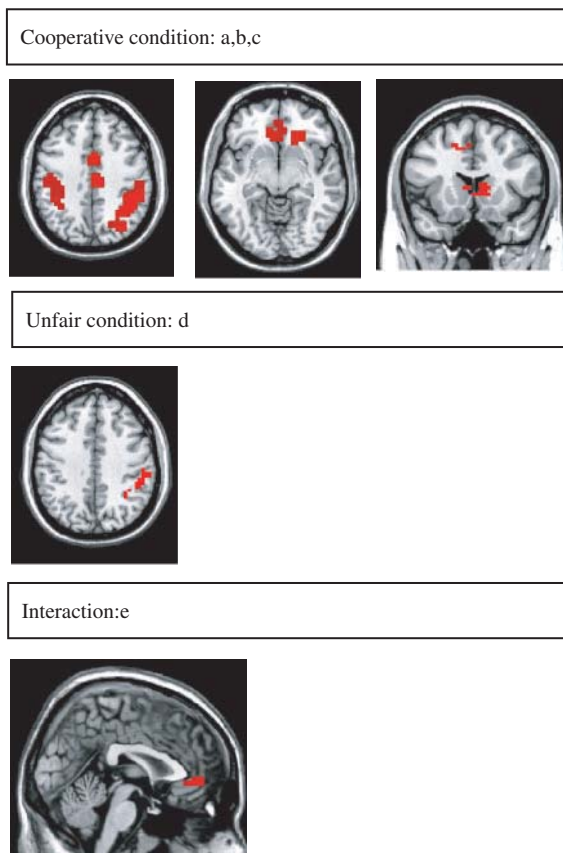 Cooperative condition: a,b,c
Unfair condition: d
Interaction:e